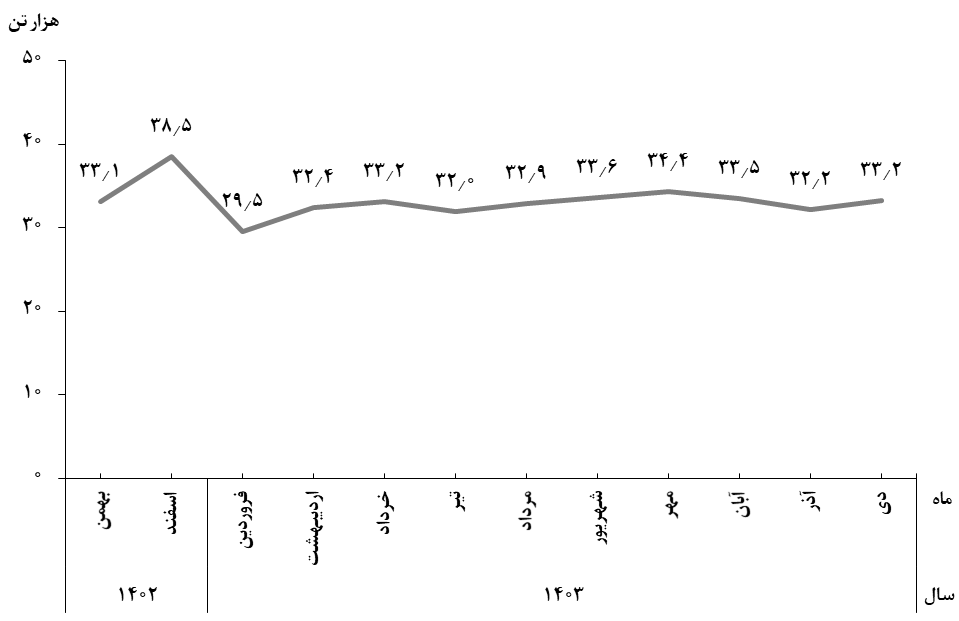 هزارتن
۵۰
۴۰
۳۰
۲۰
۱۰
۰
۳۳٫۱
۳۸٫۵
۲۹٫۵
۳۲٫۴
۳۳٫۲
۳۲٫۰
۳۲٫۹
۳۳٫۶
۳۴٫۴
۳۳٫۵
۳۲٫۲
۳۳٫۲
ماه
بهمن
اسفند
فروردین
اردیبهشت
خرداد
تیر
مرداد
شهریور
مهر
آبان
آذر
دی
سال
۱۴۰۲
۱۴۰۳